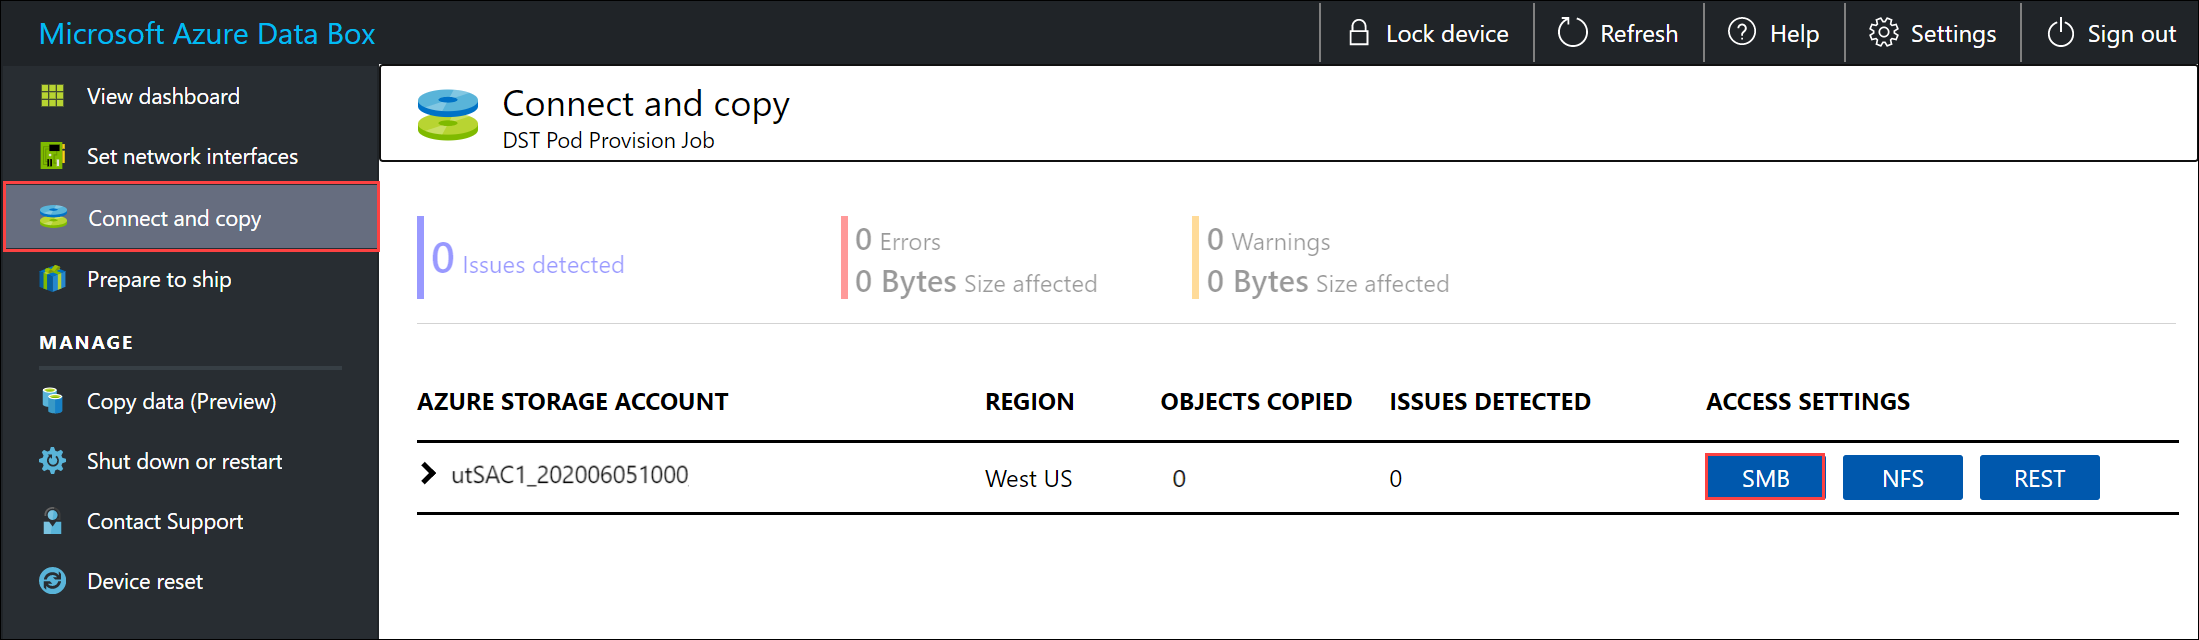 Microsoft Azure Data Box
Lock device
Refresh
Help
Settings
Sign out
View dashboard
Set network interfaces
Connect and copy
Prepare to ship
MANAGE
Copy data (Preview)
Shut down or restart
Contact Support
Device reset
Connect and copy
DST Pod Provision Job
0 Issues detected
0 Errors
0 Bytes Size affected
0 Warnings
0 Bytes Size affected
AZURE STORAGE ACCOUNT REGION OBJECTS COPIED ISSUES DETECTED ACCESS SETTINGS
utSAC1_202006051000 West US 0 0 SMB NFS REST